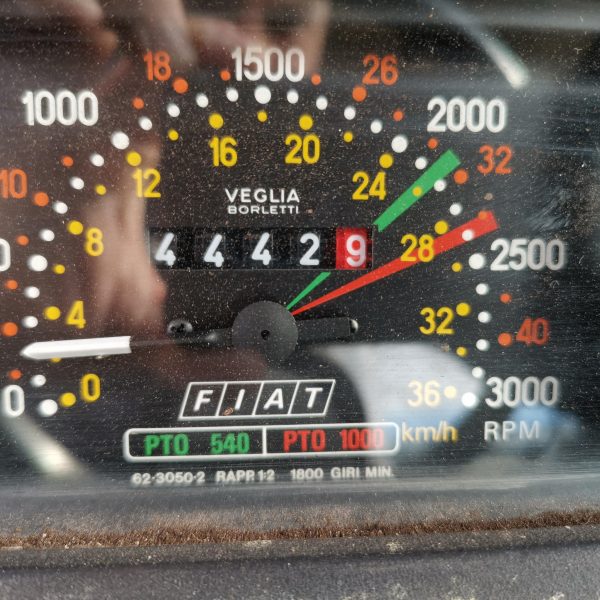 18 1500 26
1000 2000
16 20 32
10 12 24
VEGLIA
BORLETTI
8 4 4 4 2 9 28 2500
4 32 40
0 0 36 3000
FIAT km/h RPM
PTO 540 PTO 1000
62-3050-2 RAPP. 1:2 1800 GIRI MIN.